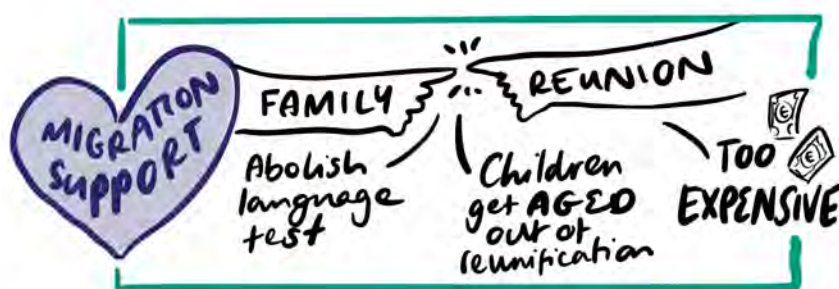 MIGRATION
SUPPORT
FAMILY
REUNION
Abolish
language
test
Children
get AGED
out of
reunification
TOO
EXPENSIVE
€
€